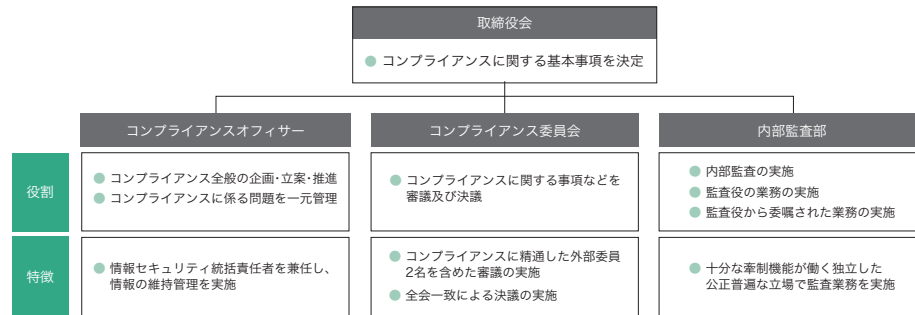 取締役会
● コンプライアンスに関する基本事項を決定
コンプライアンスオフィサー
コンプライアンス委員会
内部監査部
役割
● コンプライアンス全般の企画・立案・推進
● コンプライアンスに係る問題を一元管理
● コンプライアンスに関する事項などを
審議及び決議
● 内部監査の実施
● 監査役の業務の実施
● 監査役から委嘱された業務の実施
特徴
● 情報セキュリティ統括責任者を兼任し、
情報の維持管理を実施
● コンプライアンスに精通した外部委員
2名を含めた審議の実施
● 全会一致による決議の実施
● 十分な牽制機能が働く独立した
公正普遍な立場で監査業務を実施